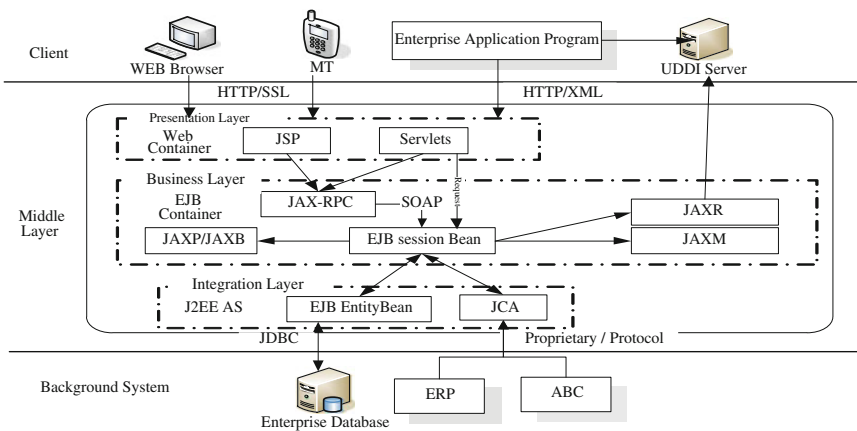 Client
WEB Browser
MT
Enterprise Application Program
UDDI Server
HTTP/SSL
HTTP/XML
Presentation Layer
Web
Container
JSP
Servlets
Request
Middle
Layer
Business Layer
EJB
Container
JAX-RPC
SOAP
JAXR
JAXP/JAXB
EJB session Bean
JAXM
Integration Layer
J2EE AS
EJB EntityBean
JCA
JDBC
Proprietary / Protocol
Background System
Enterprise Database
ERP
ABC